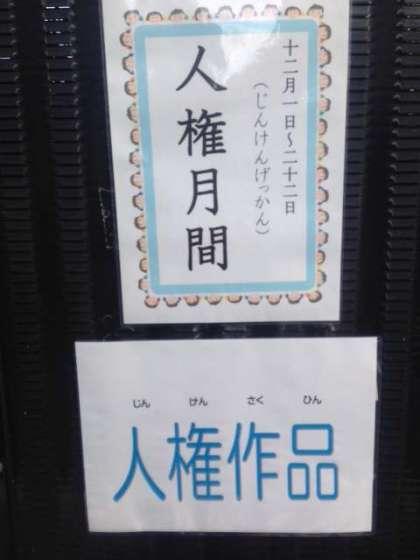 十二月一日～二十二日
（じんけんげっかん）
人権月間
じん けん さく ひん
人権作品